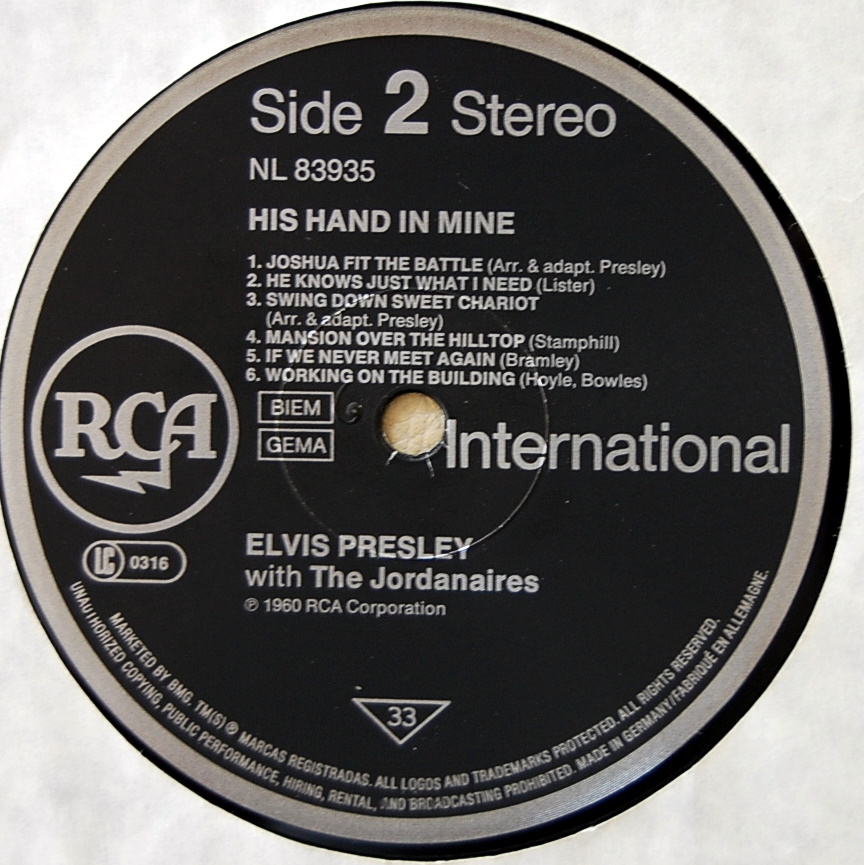 Side 2 Stereo
NL 83935
HIS HAND IN MINE
1. JOSHUA FIT THE BATTLE (Arr. & adapt. Presley)
2. HE KNOWS JUST WHAT I NEED (Lister)
3. SWING DOWN SWEET CHARIOT
(Arr. & adapt. Presley)
4. MANSION OVER THE HILLTOP (Stamphill)
5. IF WE NEVER MEET AGAIN (Bramley)
6. WORKING ON THE BUILDING (Hoyle, Bowles)
BIEM
GEMA
RCA
International
LC 0316
ELVIS PRESLEY
with The Jordanaires
℗ 1960 RCA Corporation
33
MARKETED BY BMG. TM(S) ® MARCAS REGISTRADAS. ALL LOGOS AND TRADEMARKS PROTECTED. ALL RIGHTS RESERVED.
UNAUTHORIZED COPYING, PUBLIC PERFORMANCE, HIRING, RENTAL, AND BROADCASTING PROHIBITED. MADE IN GERMANY/FABRIQUÉ EN ALLEMAGNE.